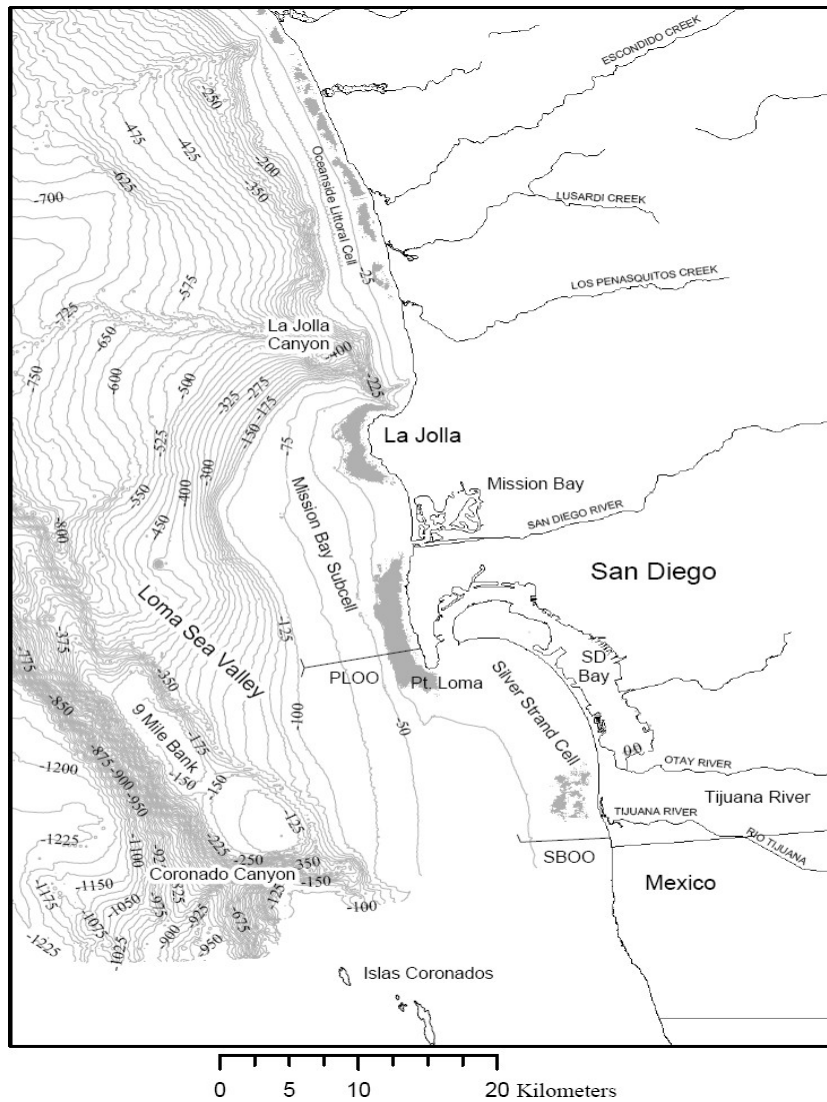 ESCONDIDO CREEK
-250
-475
-425
-200
Oceanside Littoral Cell
-625
-350
-700
LUSARDI CREEK
-25
LOS PENASQUITOS CREEK
-575
-725
La Jolla
Canyon
-650
-400
-750
-600
-500
-225
-325
-275
-175
-150
La Jolla
-75
-525
-300
Mission Bay
-550
-400
Mission Bay Subcell
SAN DIEGO RIVER
-800
-450
San Diego
Loma Sea Valley
-125
-375
SD
Bay
-775
-350
PLOO
Pt. Loma
Silver Strand Cell
-850
9 Mile Bank
-175
-100
-50
-1200
-875
-900
-950
-150
-150
OTAY RIVER
Tijuana River
-125
TIJUANA RIVER
RIO TIJUANA
-1225
-1100
-225
-250
350
SBOO
Coronado Canyon
-150
Mexico
-1150
-1175
-1050
-975
-925
-125
-100
-1075
-675
-1225
-1025
-900
-950
Islas Coronados
0 5 10 20 Kilometers